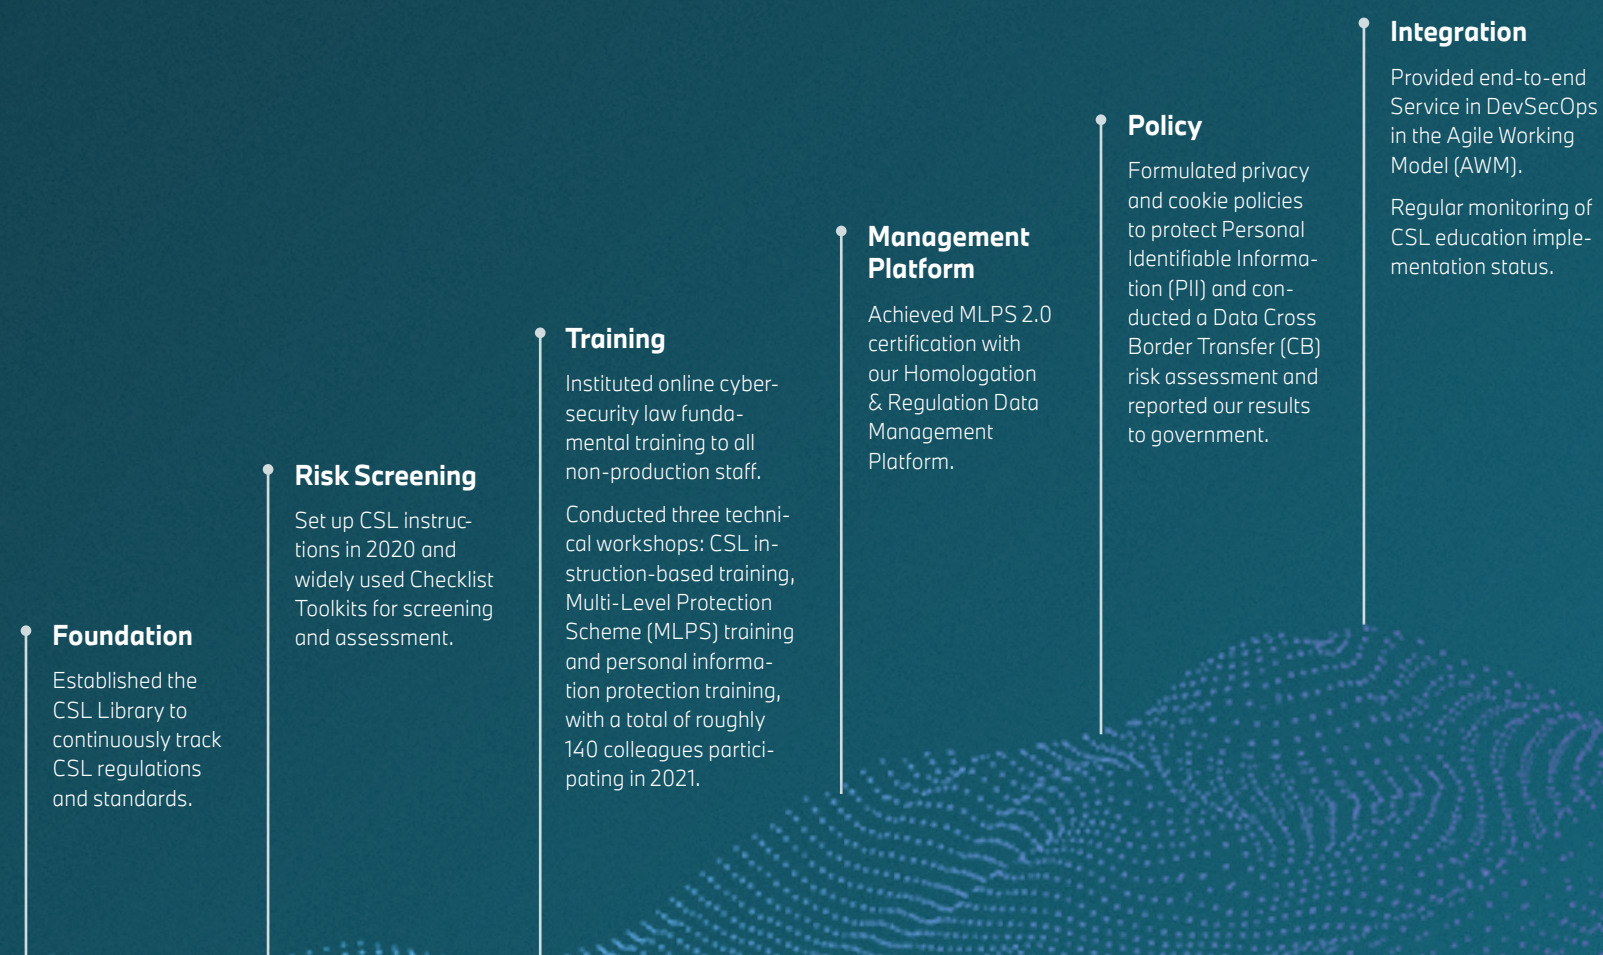 Foundation
Established the
CSL Library to
continuously track
CSL regulations
and standards.
Risk Screening
Set up CSL instruc-
tions in 2020 and
widely used Checklist
Toolkits for screening
and assessment.
Training
Instituted online cyber-
security law funda-
mental training to all
non-production staff.
Conducted three techni-
cal workshops: CSL in-
struction-based training,
Multi-Level Protection
Scheme (MLPS) training
and personal informa-
tion protection training,
with a total of roughly
140 colleagues partici-
pating in 2021.
Management
Platform
Achieved MLPS 2.0
certification with
our Homologation
& Regulation Data
Management
Platform.
Policy
Formulated privacy
and cookie policies
to protect Personal
Identifiable Informa-
tion (PII) and con-
ducted a Data Cross
Border Transfer (CB)
risk assessment and
reported our results
to government.
Integration
Provided end-to-end
Service in DevSecOps
in the Agile Working
Model (AWM).
Regular monitoring of
CSL education imple-
mentation status.